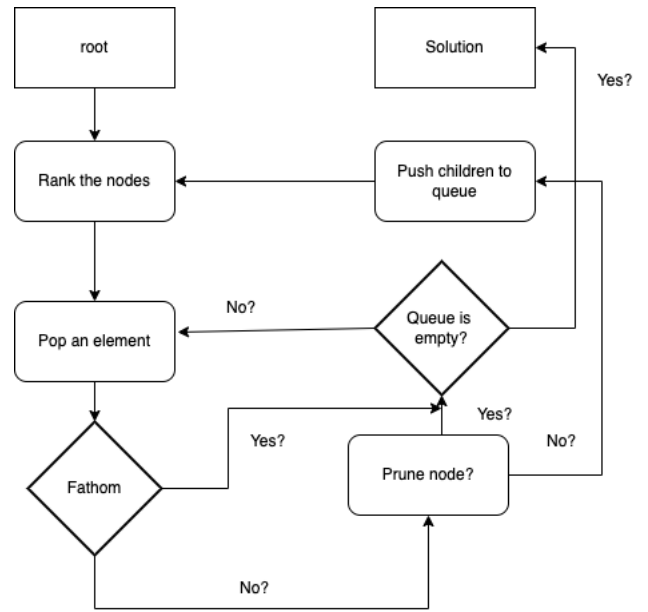 root
Solution
Yes?
Rank the nodes
Push children to
queue
No?
Queue is
empty?
Pop an element
Yes?
Yes?
No?
Fathom
Prune node?
No?